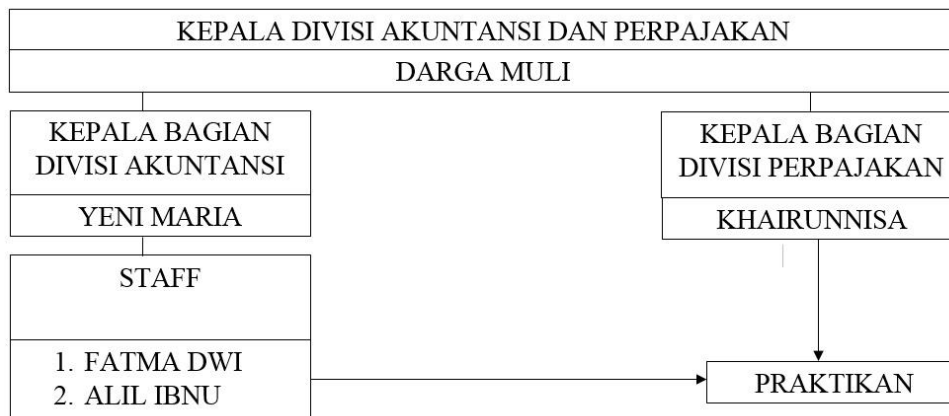 KEPALA DIVISI AKUNTANSI DAN PERPAJAKAN
DARGA MULI
KEPALA BAGIAN
DIVISI AKUNTANSI
YENI MARIA
KEPALA BAGIAN
DIVISI PERPAJAKAN
KHAIRUNNISA
STAFF
1. FATMA DWI
2. ALIL IBNU
PRAKTIKAN